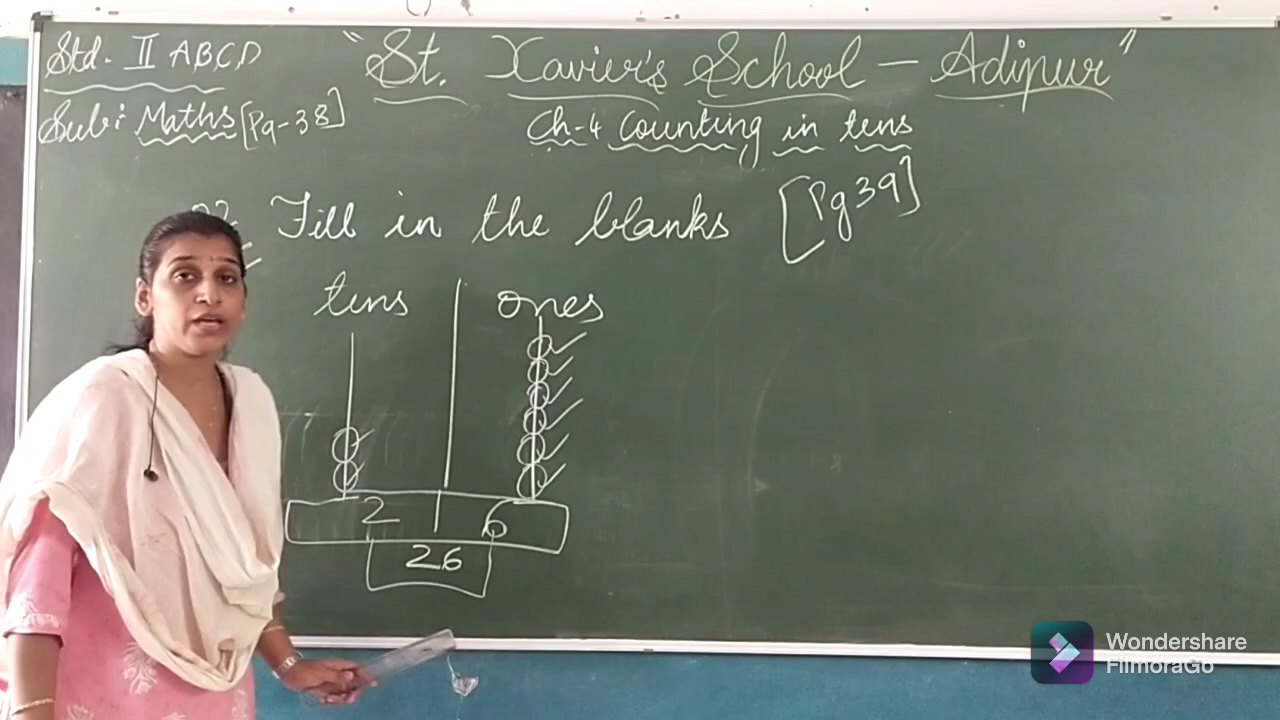 Std. II ABCD
"St. Xavier's School – Adipur"
Sub: Maths [Pg-38]
Ch-4 Counting in tens
Fill in the blanks [Pg 39]
tens ones
2 6
26
Wondershare
FilmoraGo